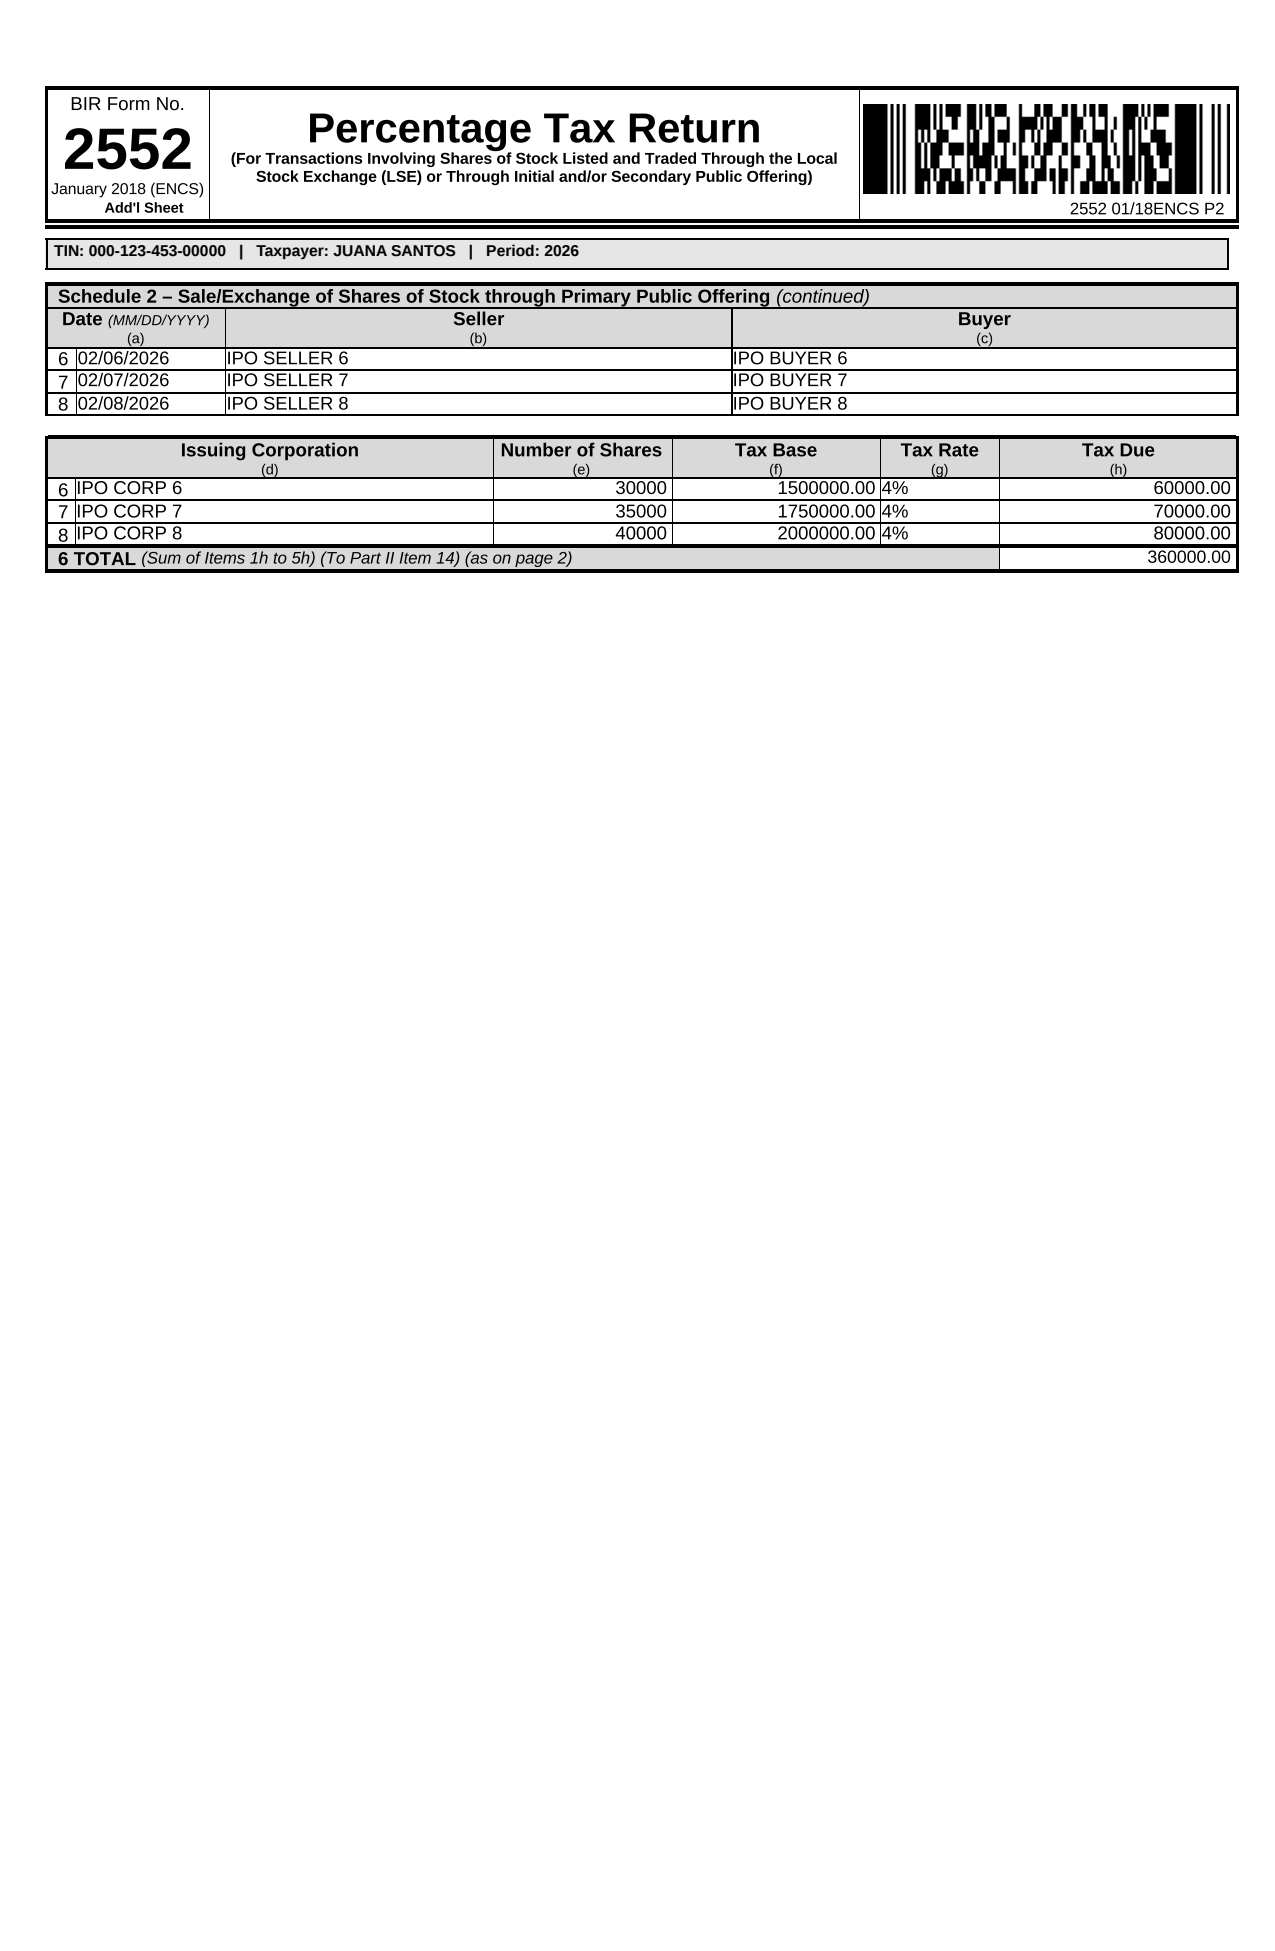 BIR Form No.
2552
January 2018 (ENCS)
Add'l Sheet
Percentage Tax Return
(For Transactions Involving Shares of Stock Listed and Traded Through the Local
Stock Exchange (LSE) or Through Initial and/or Secondary Public Offering)
2552 01/18ENCS P2
TIN: 000-123-453-00000 | Taxpayer: JUANA SANTOS | Period: 2026
Schedule 2 – Sale/Exchange of Shares of Stock through Primary Public Offering (continued)
Date (MM/DD/YYYY) Seller Buyer
(a) (b) (c)
6 02/06/2026 IPO SELLER 6 IPO BUYER 6
7 02/07/2026 IPO SELLER 7 IPO BUYER 7
8 02/08/2026 IPO SELLER 8 IPO BUYER 8
Issuing Corporation Number of Shares Tax Base Tax Rate Tax Due
(d) (e) (f) (g) (h)
6 IPO CORP 6 30000 1500000.00 4% 60000.00
7 IPO CORP 7 35000 1750000.00 4% 70000.00
8 IPO CORP 8 40000 2000000.00 4% 80000.00
6 TOTAL (Sum of Items 1h to 5h) (To Part II Item 14) (as on page 2) 360000.00